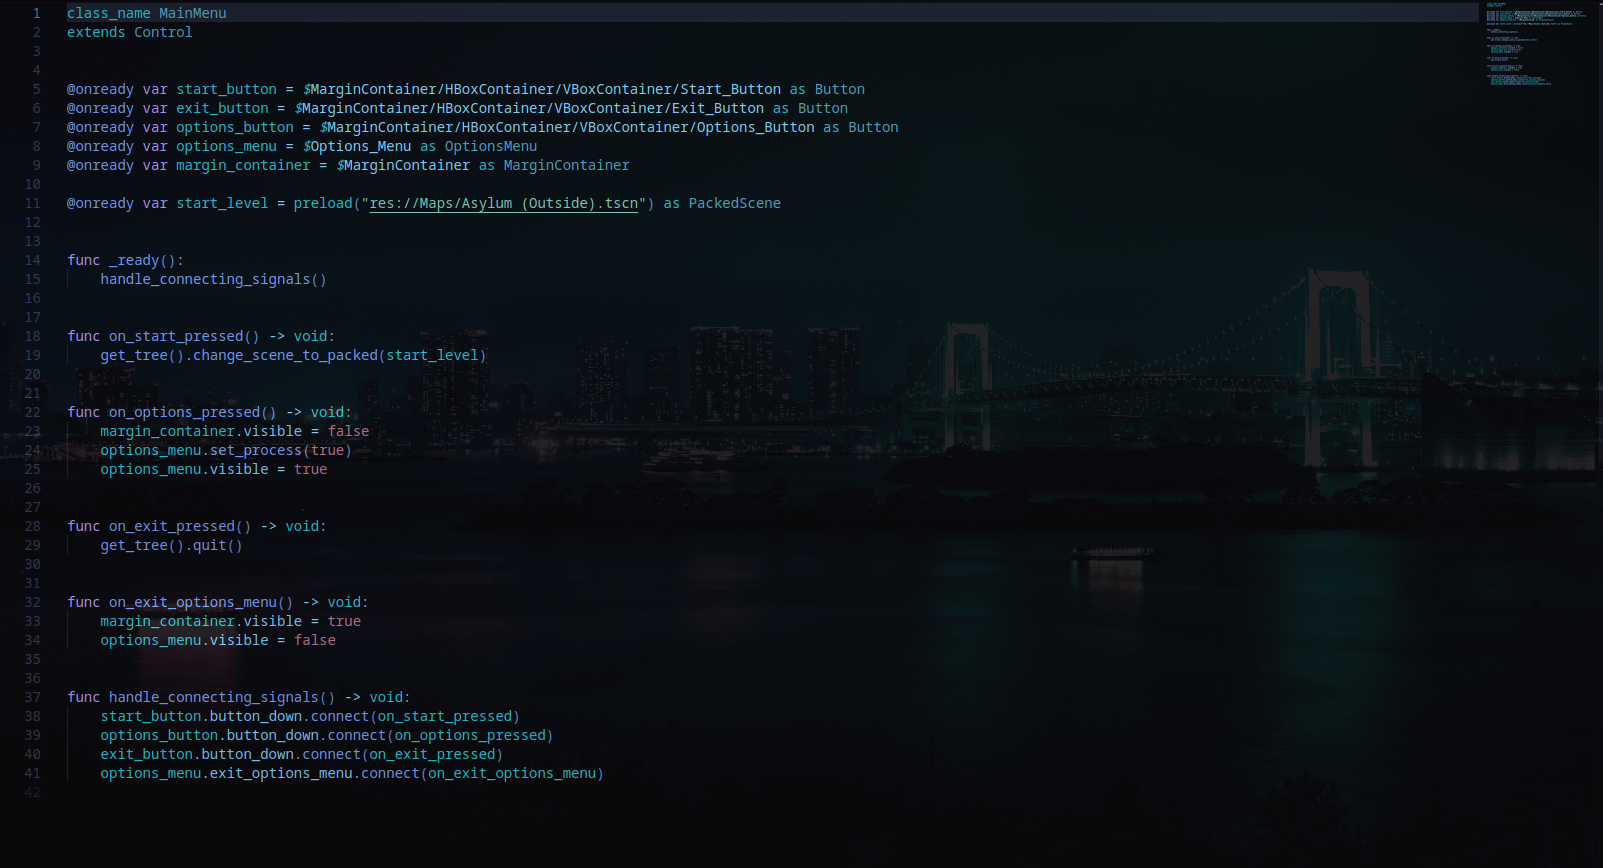 1 class_name MainMenu
2 extends Control
3
4
5 @onready var start_button = $MarginContainer/HBoxContainer/VBoxContainer/Start_Button as Button
6 @onready var exit_button = $MarginContainer/HBoxContainer/VBoxContainer/Exit_Button as Button
7 @onready var options_button = $MarginContainer/HBoxContainer/VBoxContainer/Options_Button as Button
8 @onready var options_menu = $Options_Menu as OptionsMenu
9 @onready var margin_container = $MarginContainer as MarginContainer
10
11 @onready var start_level = preload("res://Maps/Asylum (Outside).tscn") as PackedScene
12
13
14 func _ready():
15     handle_connecting_signals()
16
17
18 func on_start_pressed() -> void:
19     get_tree().change_scene_to_packed(start_level)
20
21
22 func on_options_pressed() -> void:
23     margin_container.visible = false
24     options_menu.set_process(true)
25     options_menu.visible = true
26
27
28 func on_exit_pressed() -> void:
29     get_tree().quit()
30
31
32 func on_exit_options_menu() -> void:
33     margin_container.visible = true
34     options_menu.visible = false
35
36
37 func handle_connecting_signals() -> void:
38     start_button.button_down.connect(on_start_pressed)
39     options_button.button_down.connect(on_options_pressed)
40     exit_button.button_down.connect(on_exit_pressed)
41     options_menu.exit_options_menu.connect(on_exit_options_menu)
42